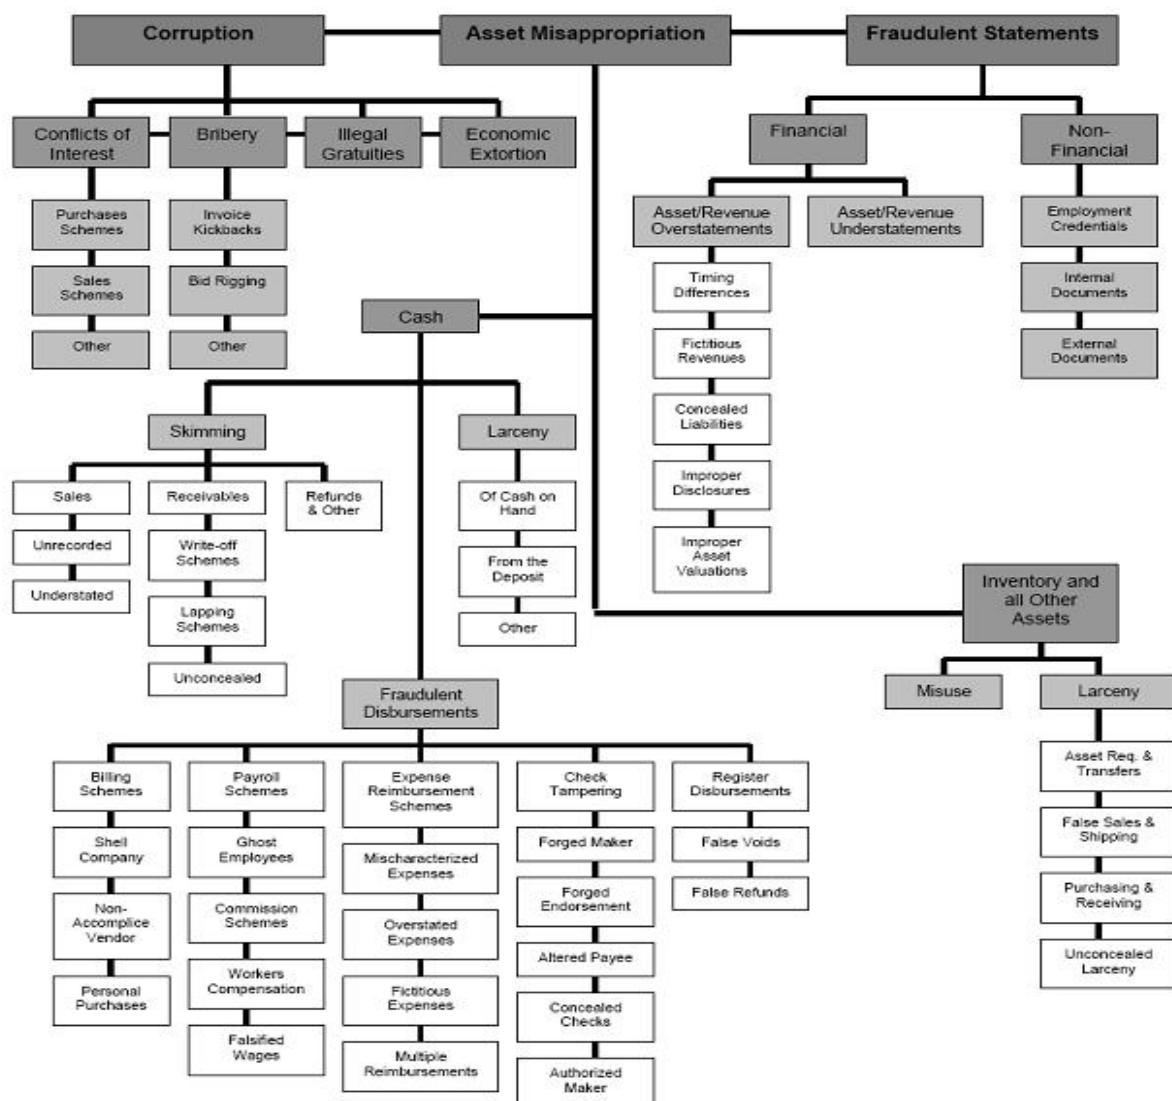 Corruption
Asset Misappropriation
Fraudulent Statements
Conflicts of
Interest
Bribery
Illegal
Gratuities
Economic
Extortion
Financial
Non-
Financial
Purchases
Schemes
Sales
Schemes
Other
Invoice
Kickbacks
Bid Rigging
Other
Asset/Revenue
Overstatements
Asset/Revenue
Understatements
Employment
Credentials
Internal
Documents
External
Documents
Timing
Differences
Fictitious
Revenues
Concealed
Liabilities
Improper
Disclosures
Improper
Asset
Valuations
Cash
Skimming
Larceny
Sales
Unrecorded
Understated
Receivables
Write-off
Schemes
Lapping
Schemes
Unconcealed
Refunds
& Other
Of Cash on
Hand
From the
Deposit
Other
Inventory and
all Other
Assets
Misuse
Larceny
Asset Req. &
Transfers
False Sales &
Shipping
Purchasing &
Receiving
Unconcealed
Larceny
Fraudulent
Disbursements
Billing
Schemes
Shell
Company
Non-
Accomplice
Vendor
Personal
Purchases
Payroll
Schemes
Ghost
Employees
Commission
Schemes
Workers
Compensation
Falsified
Wages
Expense
Reimbursement
Schemes
Mischaracterized
Expenses
Overstated
Expenses
Fictitious
Expenses
Multiple
Reimbursements
Check
Tampering
Forged Maker
Forged
Endorsement
Altered Payee
Concealed
Checks
Authorized
Maker
Register
Disbursements
False Voids
False Refunds